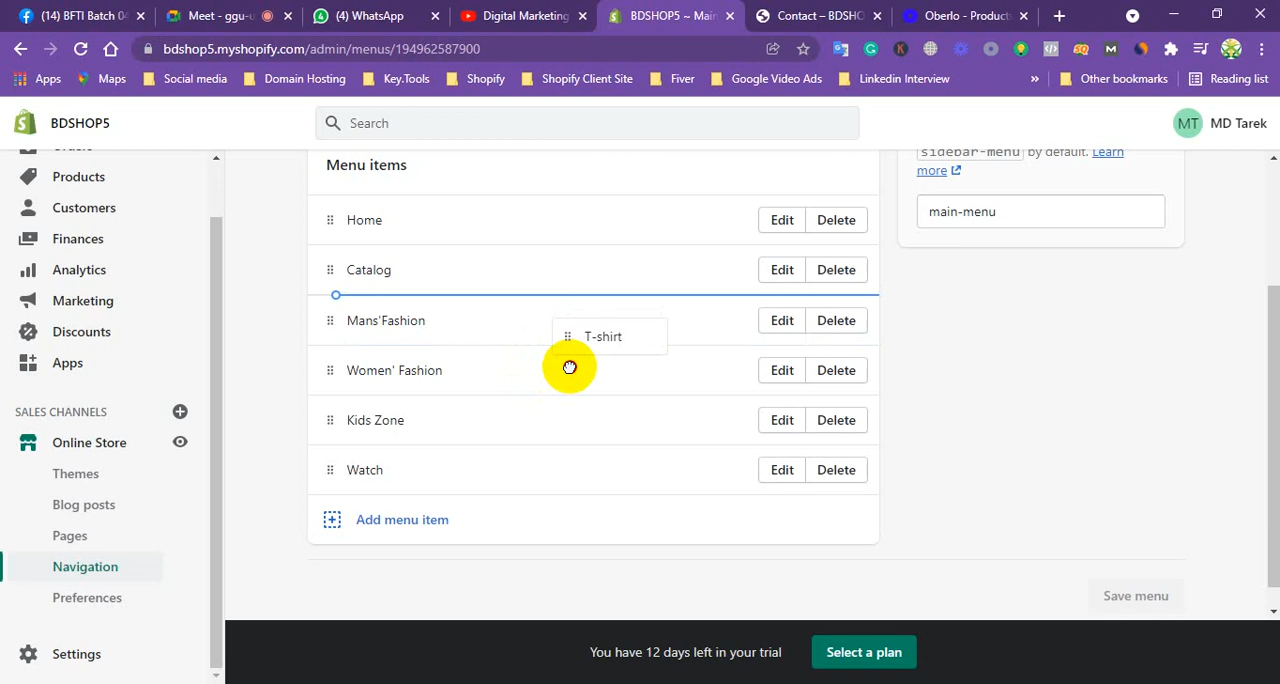 (14) BFTI Batch 04
Meet - ggu-u
(4) WhatsApp
Digital Marketing
BDSHOP5 ~ Mai
Contact – BDSHO
Oberlo - Product
bdshop5.myshopify.com/admin/menus/194962587900
Apps
Maps
Social media
Domain Hosting
Key.Tools
Shopify
Shopify Client Site
Fiver
Google Video Ads
Linkedin Interview
»
Other bookmarks
Reading list
BDSHOP5
Search
MT
MD Tarek
Orders
Products
Customers
Finances
Analytics
Marketing
Discounts
Apps
SALES CHANNELS
Online Store
Themes
Blog posts
Pages
Navigation
Preferences
Settings
Menu items
Home
Edit
Delete
Catalog
Edit
Delete
Mans'Fashion
T-shirt
Edit
Delete
Women' Fashion
Edit
Delete
Kids Zone
Edit
Delete
Watch
Edit
Delete
Add menu item
sidebar-menu by default. Learn
more
main-menu
Save menu
You have 12 days left in your trial
Select a plan